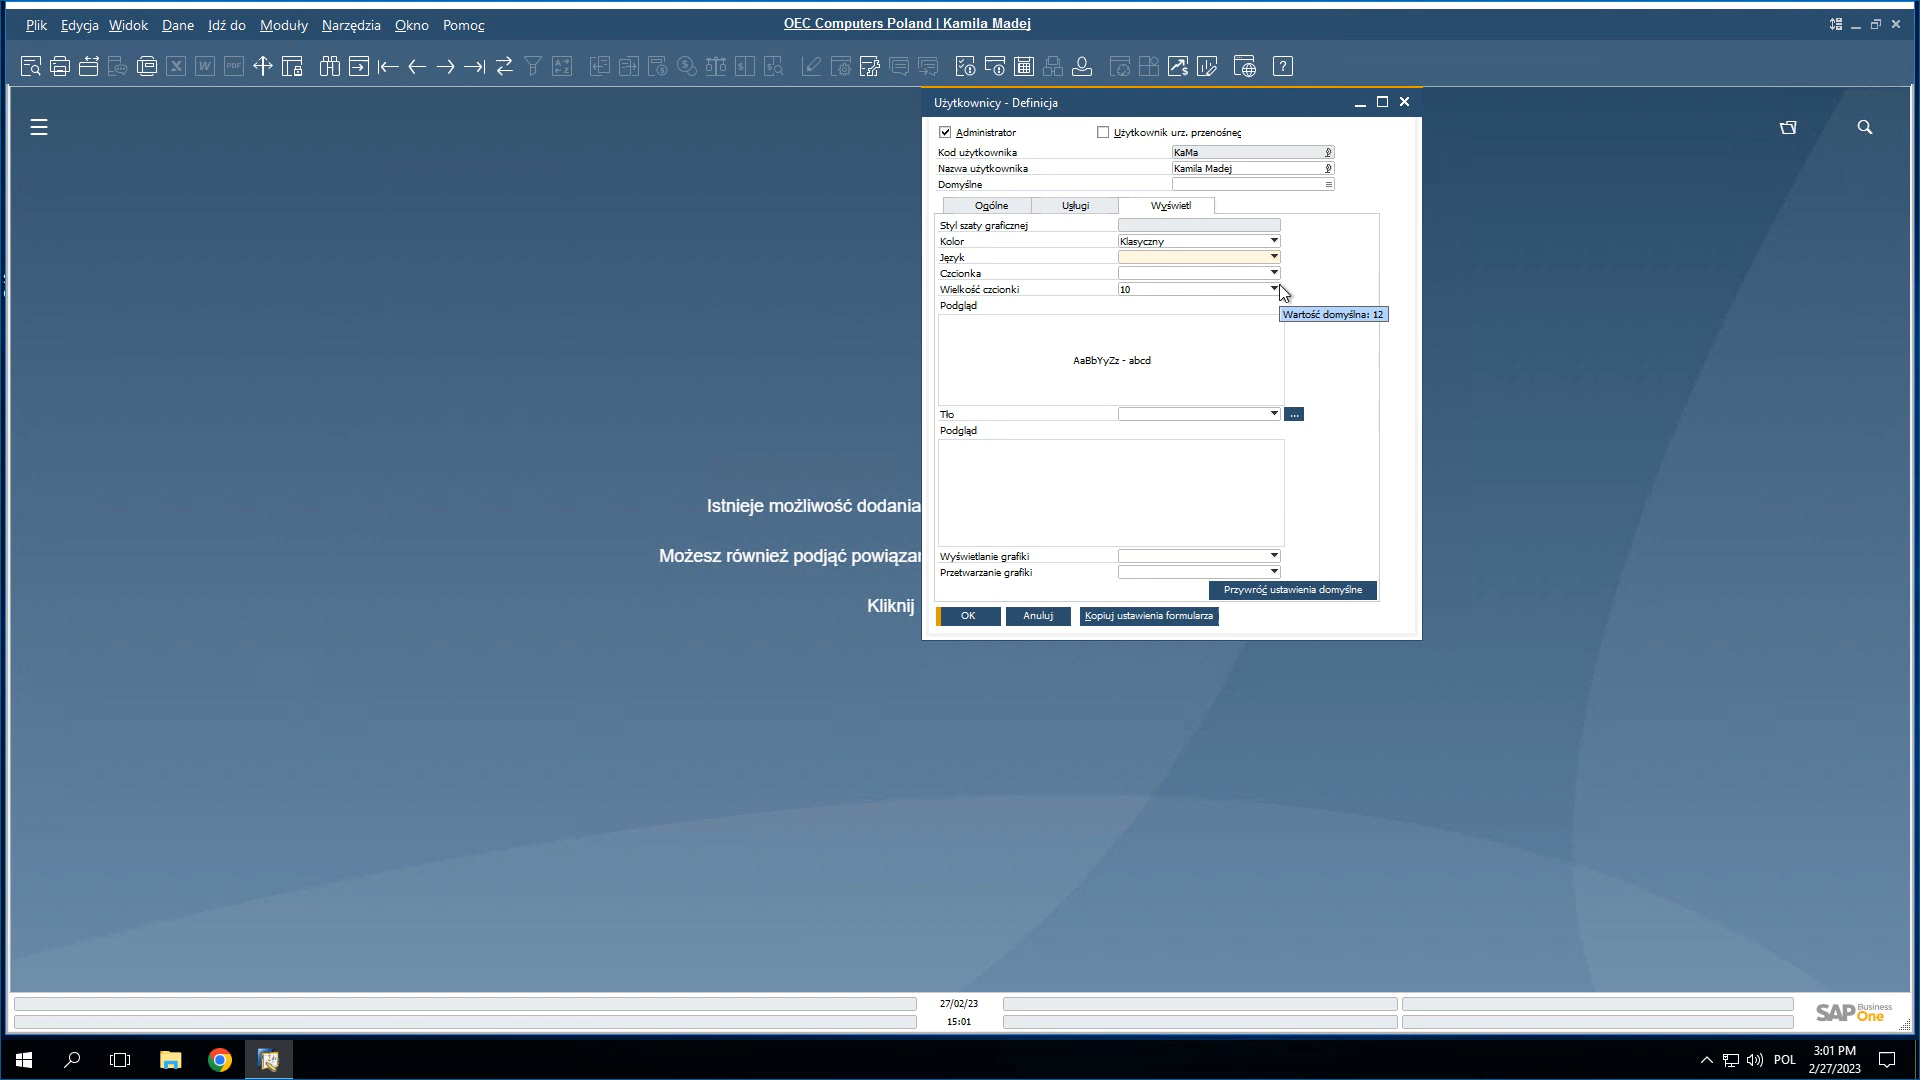 Plik Edycja Widok Dane Idź do Moduły Narzędzia Okno Pomoc
OEC Computers Poland | Kamila Madej
Użytkownicy - Definicja
Administrator
Użytkownik urz. przenośneg
Kod użytkownika KaMa
Nazwa użytkownika Kamila Madej
Domyślne
Ogólne Usługi Wyświetl
Styl szaty graficznej
Kolor Klasyczny
Język
Czcionka
Wielkość czcionki 10
Wartość domyślna: 12
Podgląd
AaBbYyZz - abcd
Tło ...
Podgląd
Wyświetlanie grafiki
Przetwarzanie grafiki
Przywróć ustawienia domyślne
OK Anuluj Kopiuj ustawienia formularza
Istnieje możliwość dodania
Możesz również podjąć powiązan
Kliknij
27/02/23
15:01
SAP Business One
POL
3:01 PM
2/27/2023